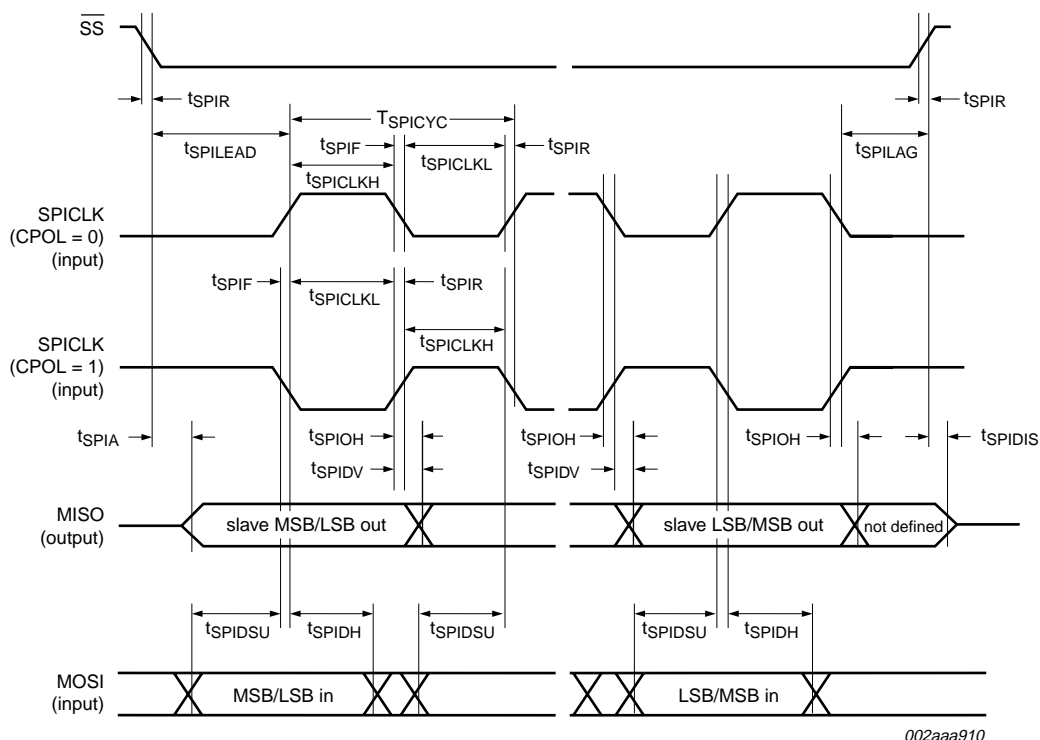 SS
tSPIR
tSPIR
TSPICYC
tSPILEAD
tSPIF
tSPICLKL
tSPIR
tSPILAG
tSPICLKH
SPICLK
(CPOL = 0)
(input)
tSPIF
tSPICLKL
tSPIR
tSPICLKH
SPICLK
(CPOL = 1)
(input)
tSPIA
tSPIOH
tSPIOH
tSPIOH
tSPIDIS
tSPIDV
tSPIDV
MISO
(output)
slave MSB/LSB out
slave LSB/MSB out
not defined
tSPIDSU
tSPIDH
tSPIDSU
tSPIDSU
tSPIDH
MOSI
(input)
MSB/LSB in
LSB/MSB in
002aaa910